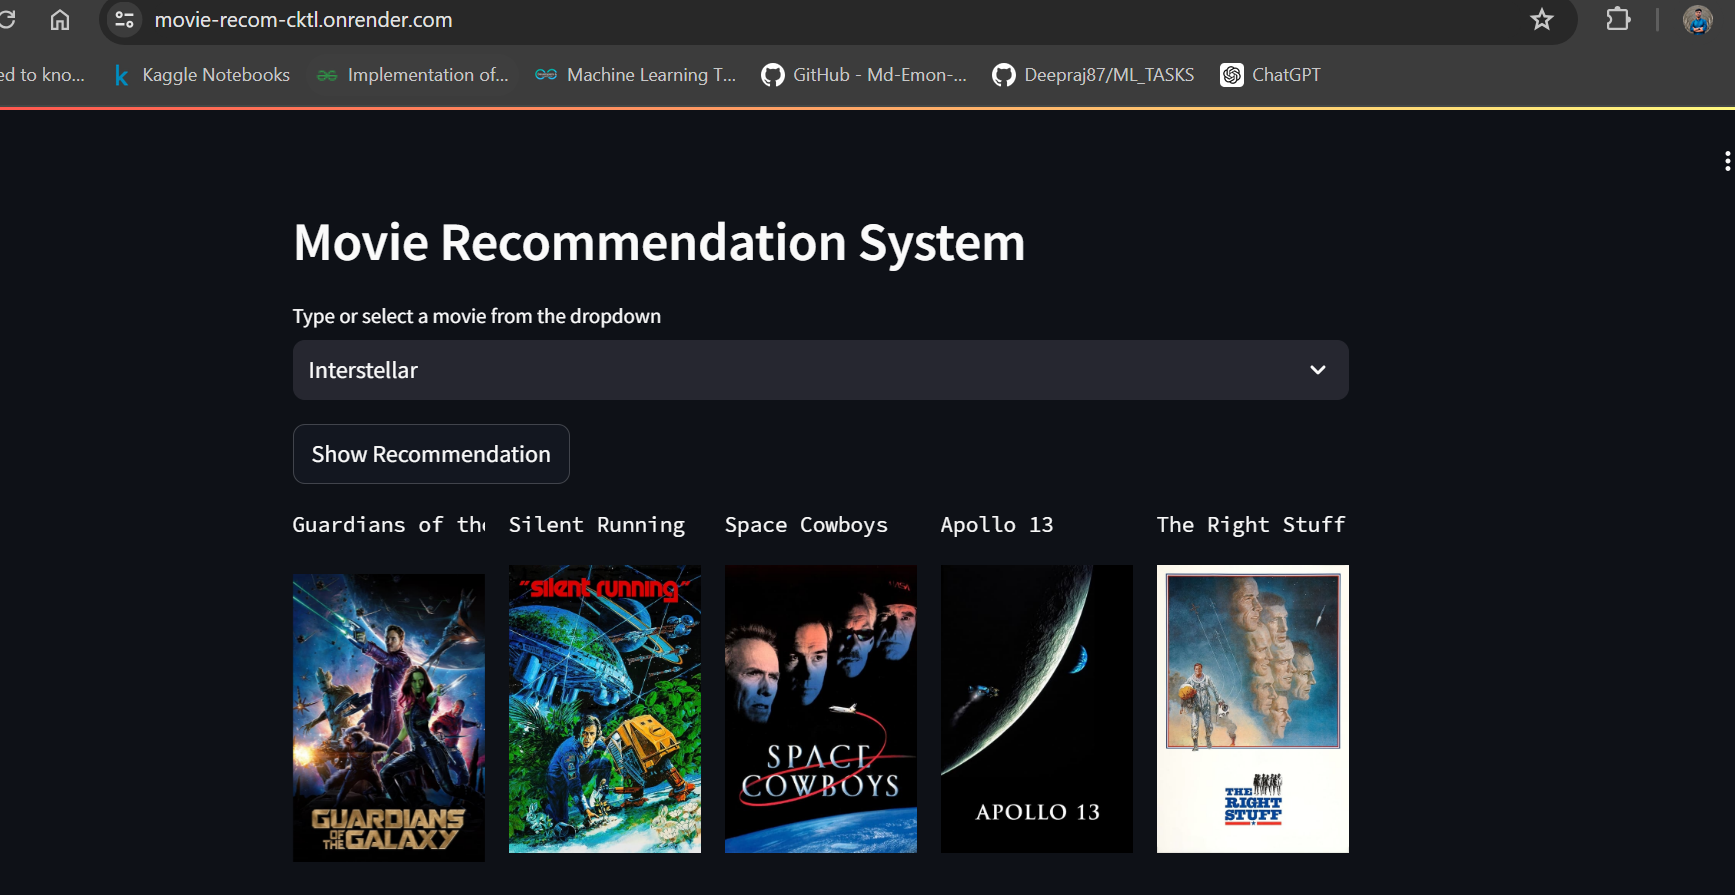 movie-recom-cktl.onrender.com
ed to kno... Kaggle Notebooks Implementation of... Machine Learning T... GitHub - Md-Emon-... Deepraj87/ML_TASKS ChatGPT
Movie Recommendation System
Type or select a movie from the dropdown
Interstellar
Show Recommendation
Guardians of the Silent Running Space Cowboys Apollo 13 The Right Stuff
GUARDIANS
OF THE GALAXY
"silent running"
SPACE
COWBOYS
APOLLO 13
THE
RIGHT
STUFF